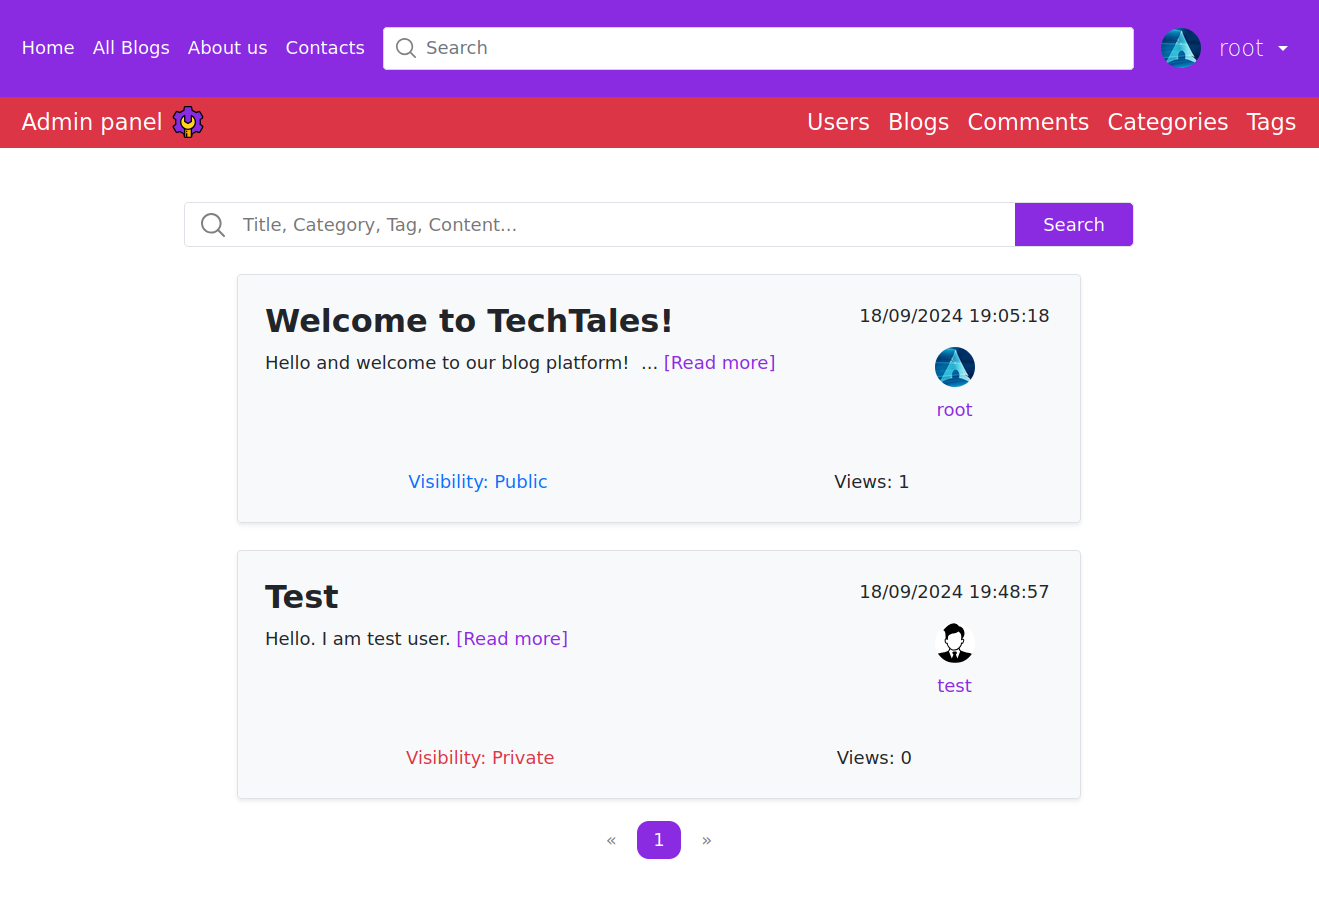 Home All Blogs About us Contacts Search root
Admin panel Users Blogs Comments Categories Tags
Title, Category, Tag, Content... Search
Welcome to TechTales! 18/09/2024 19:05:18
Hello and welcome to our blog platform!  ... [Read more]
root
Visibility: Public Views: 1
Test 18/09/2024 19:48:57
Hello. I am test user. [Read more]
test
Visibility: Private Views: 0
« 1 »